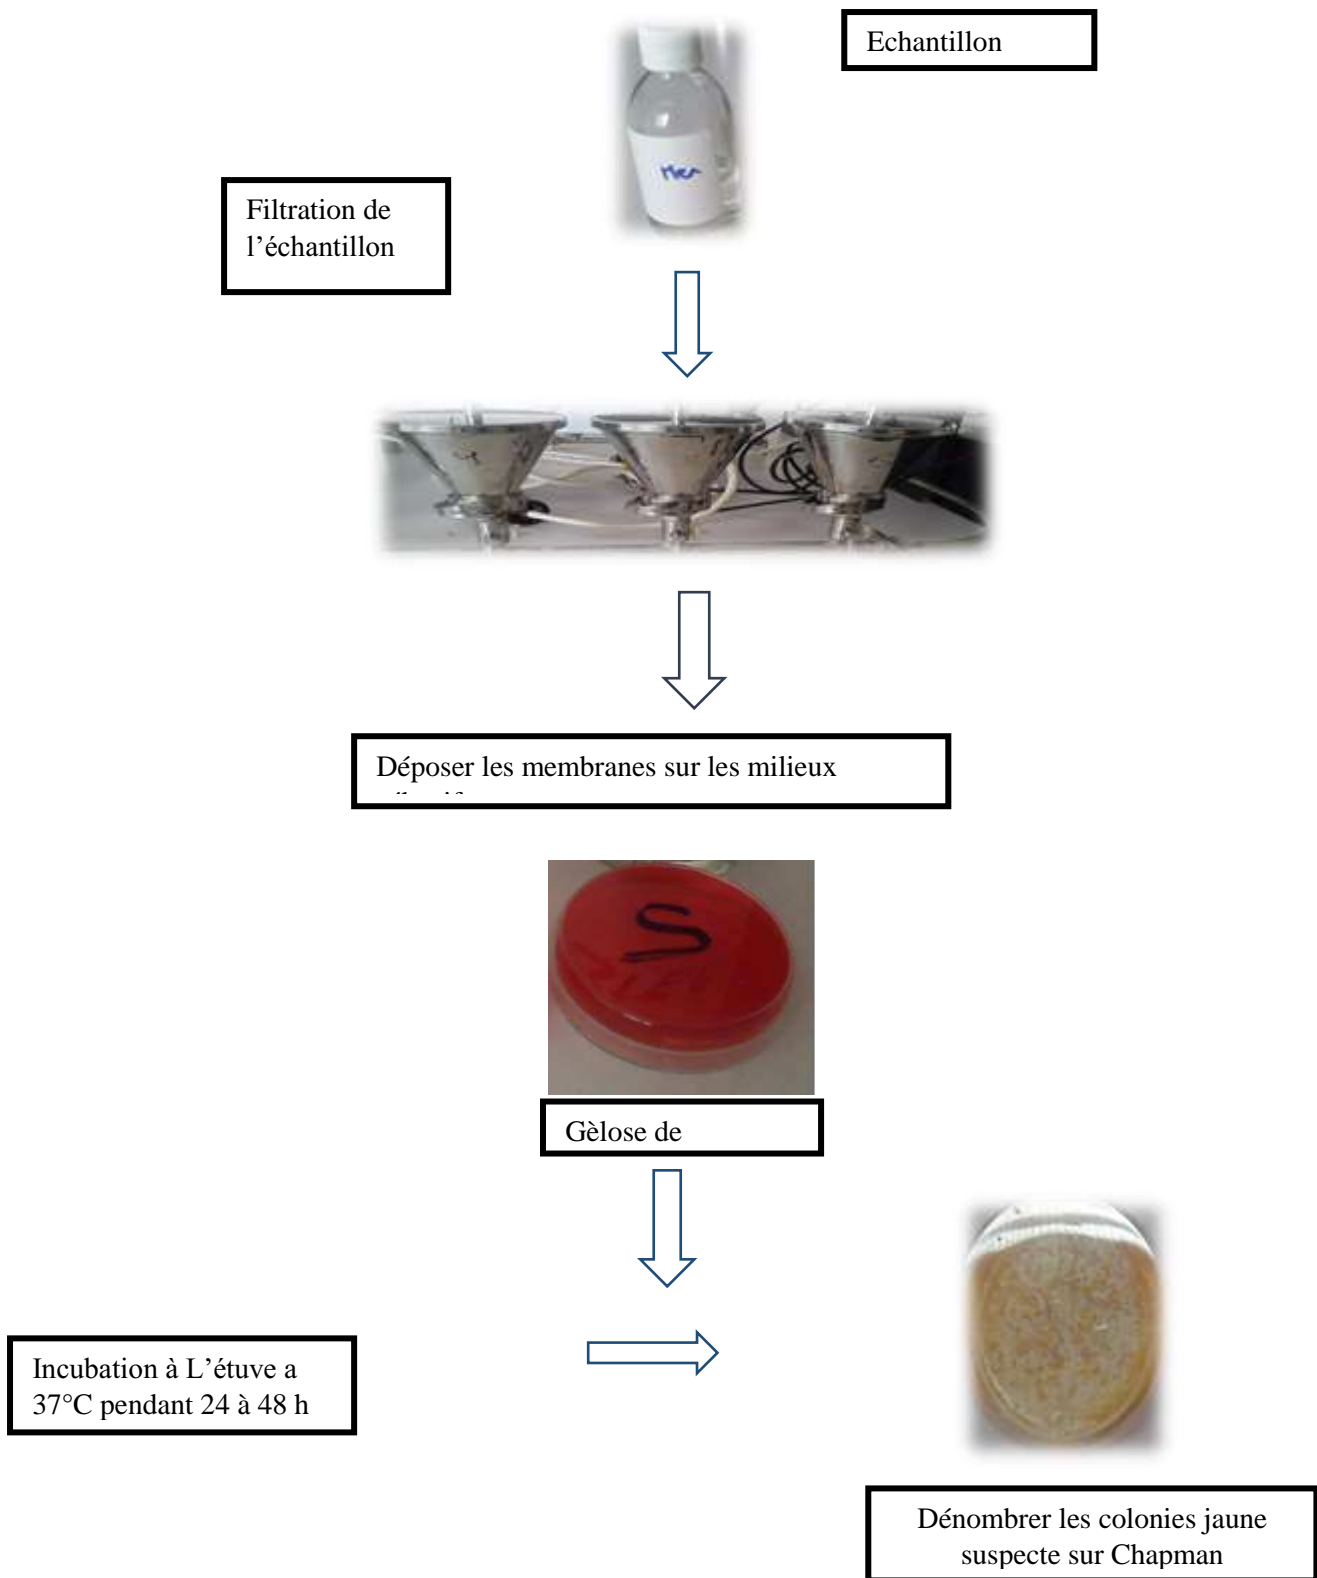 Echantillon
Mer
Filtration de
l’échantillon
Déposer les membranes sur les milieux
S
Gèlose de
Incubation à L’étuve a
37°C pendant 24 à 48 h
Dénombrer les colonies jaune
suspecte sur Chapman